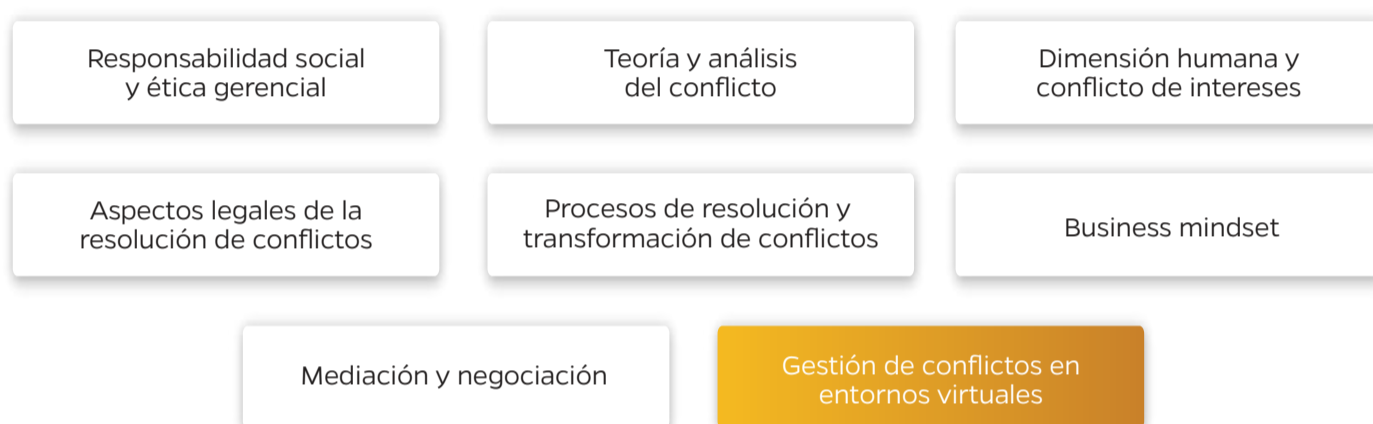 Responsabilidad social
y ética gerencial
Teoría y análisis
del conflicto
Dimensión humana y
conflicto de intereses
Aspectos legales de la
resolución de conflictos
Procesos de resolución y
transformación de conflictos
Business mindset
Mediación y negociación
Gestión de conflictos en
entornos virtuales